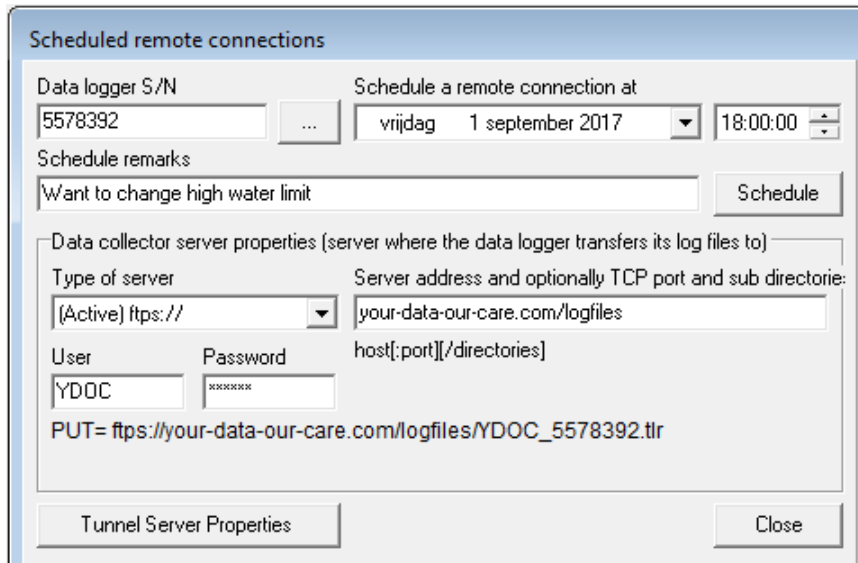 Scheduled remote connections
Data logger S/N
Schedule a remote connection at
5578392
...
vrijdag 1 september 2017
18:00:00
Schedule remarks
Want to change high water limit
Schedule
Data collector server properties (server where the data logger transfers its log files to)
Type of server
Server address and optionally TCP port and sub directorie
(Active) ftps://
your-data-our-care.com/logfiles
User
Password
host[:port][/directories]
YDOC
******
PUT= ftps://your-data-our-care.com/logfiles/YDOC_5578392.tlr
Tunnel Server Properties
Close